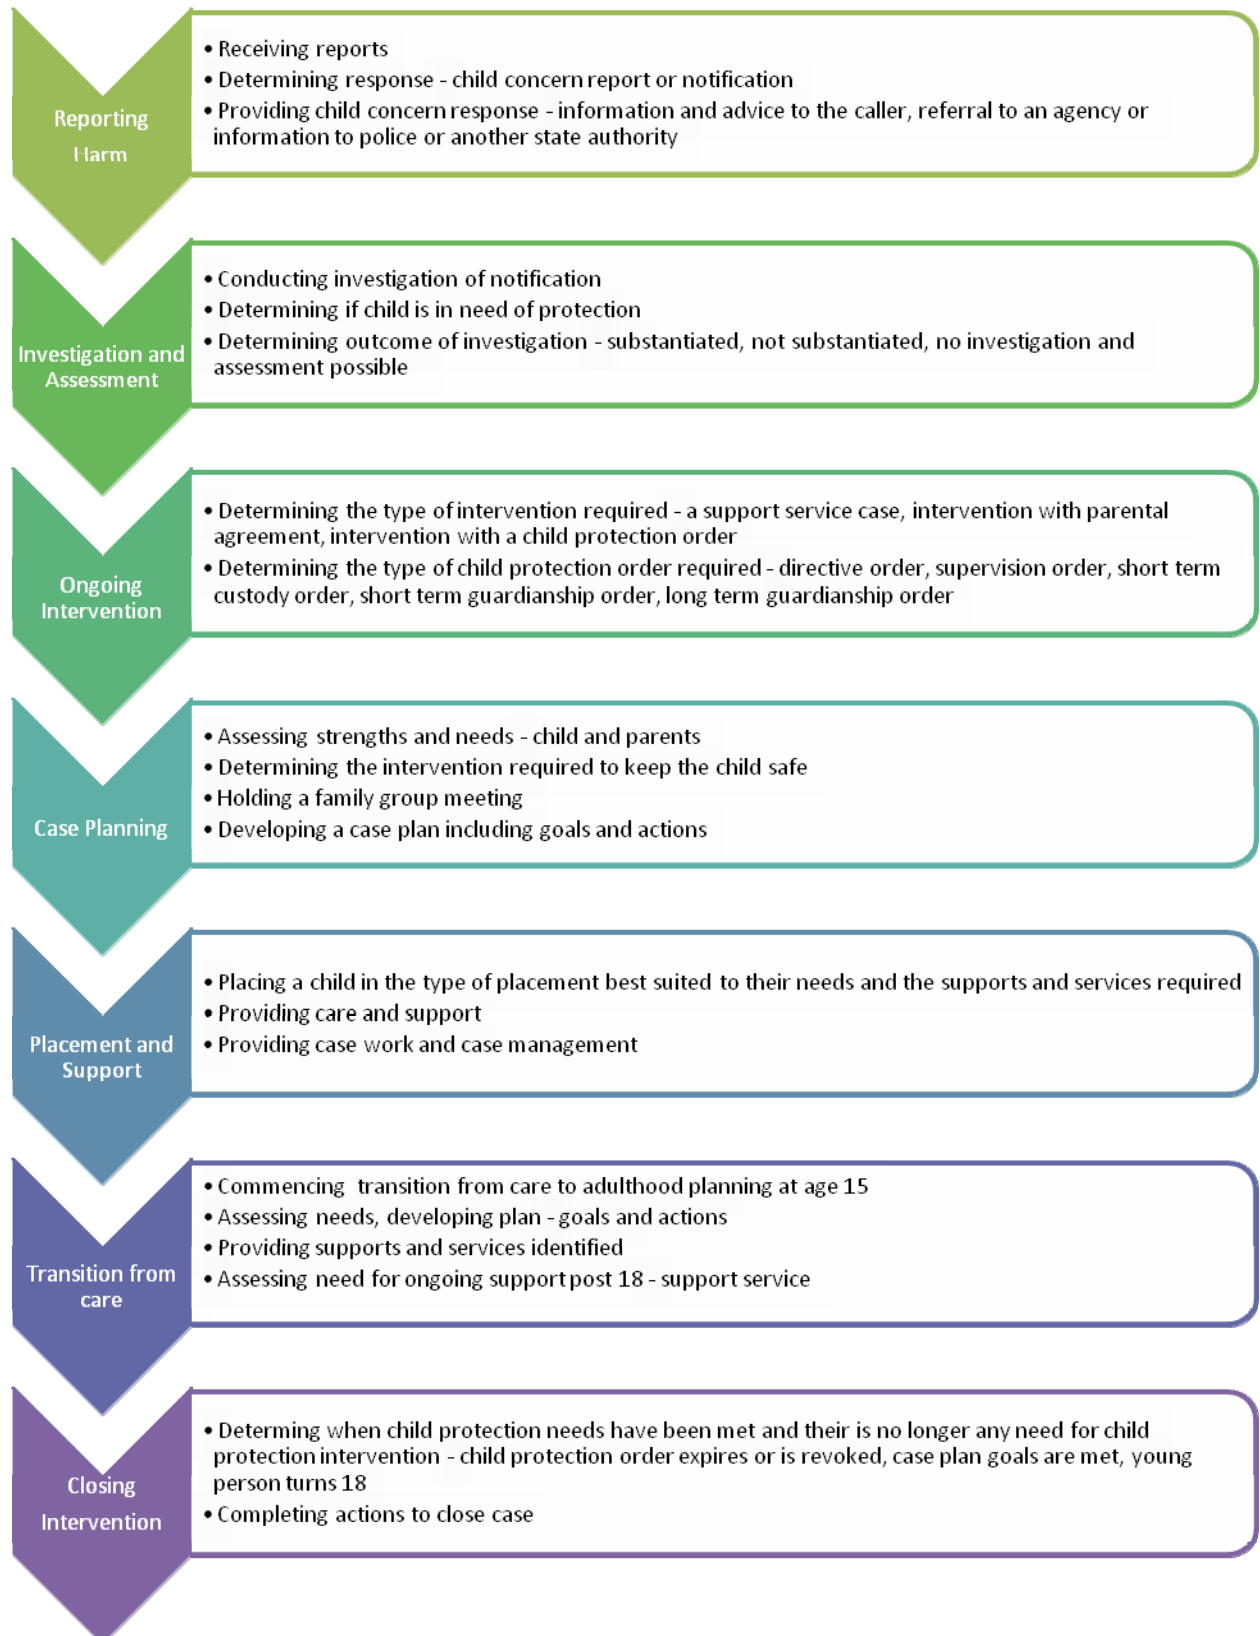 Reporting
Harm
• Receiving reports
• Determining response - child concern report or notification
• Providing child concern response - information and advice to the caller, referral to an agency or
information to police or another state authority
Investigation and
Assessment
• Conducting investigation of notification
• Determining if child is in need of protection
• Determining outcome of investigation - substantiated, not substantiated, no investigation and
assessment possible
Ongoing
Intervention
• Determining the type of intervention required - a support service case, intervention with parental
agreement, intervention with a child protection order
• Determining the type of child protection order required - directive order, supervision order, short term
custody order, short term guardianship order, long term guardianship order
Case Planning
• Assessing strengths and needs - child and parents
• Determining the intervention required to keep the child safe
• Holding a family group meeting
• Developing a case plan including goals and actions
Placement and
Support
• Placing a child in the type of placement best suited to their needs and the supports and services required
• Providing care and support
• Providing case work and case management
Transition from
care
• Commencing transition from care to adulthood planning at age 15
• Assessing needs, developing plan - goals and actions
• Providing supports and services identified
• Assessing need for ongoing support post 18 - support service
Closing
Intervention
• Determing when child protection needs have been met and their is no longer any need for child
protection intervention - child protection order expires or is revoked, case plan goals are met, young
person turns 18
• Completing actions to close case